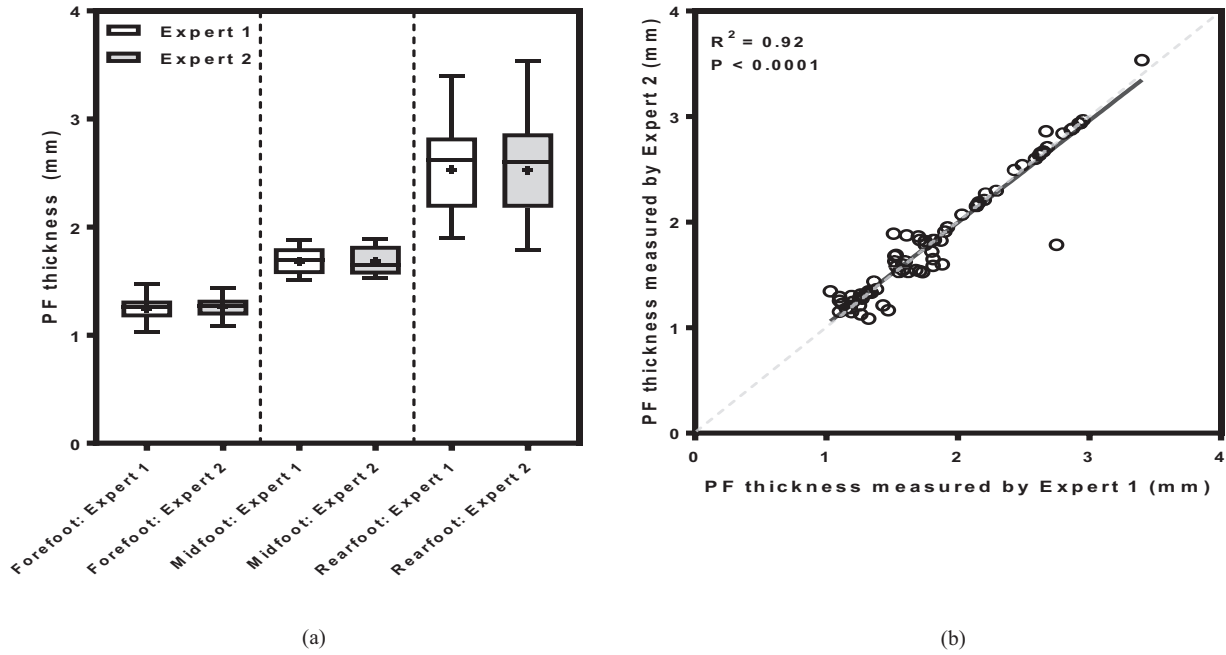 4
3
2
1
0
PF thickness (mm)
Expert 1
Expert 2
Forefoot: Expert 1
Forefoot: Expert 2
Midfoot: Expert 1
Midfoot: Expert 2
Rearfoot: Expert 1
Rearfoot: Expert 2
(a)
4
3
2
1
0
PF thickness measured by Expert 2 (mm)
R² = 0.92
P < 0.0001
0 1 2 3 4
PF thickness measured by Expert 1 (mm)
(b)